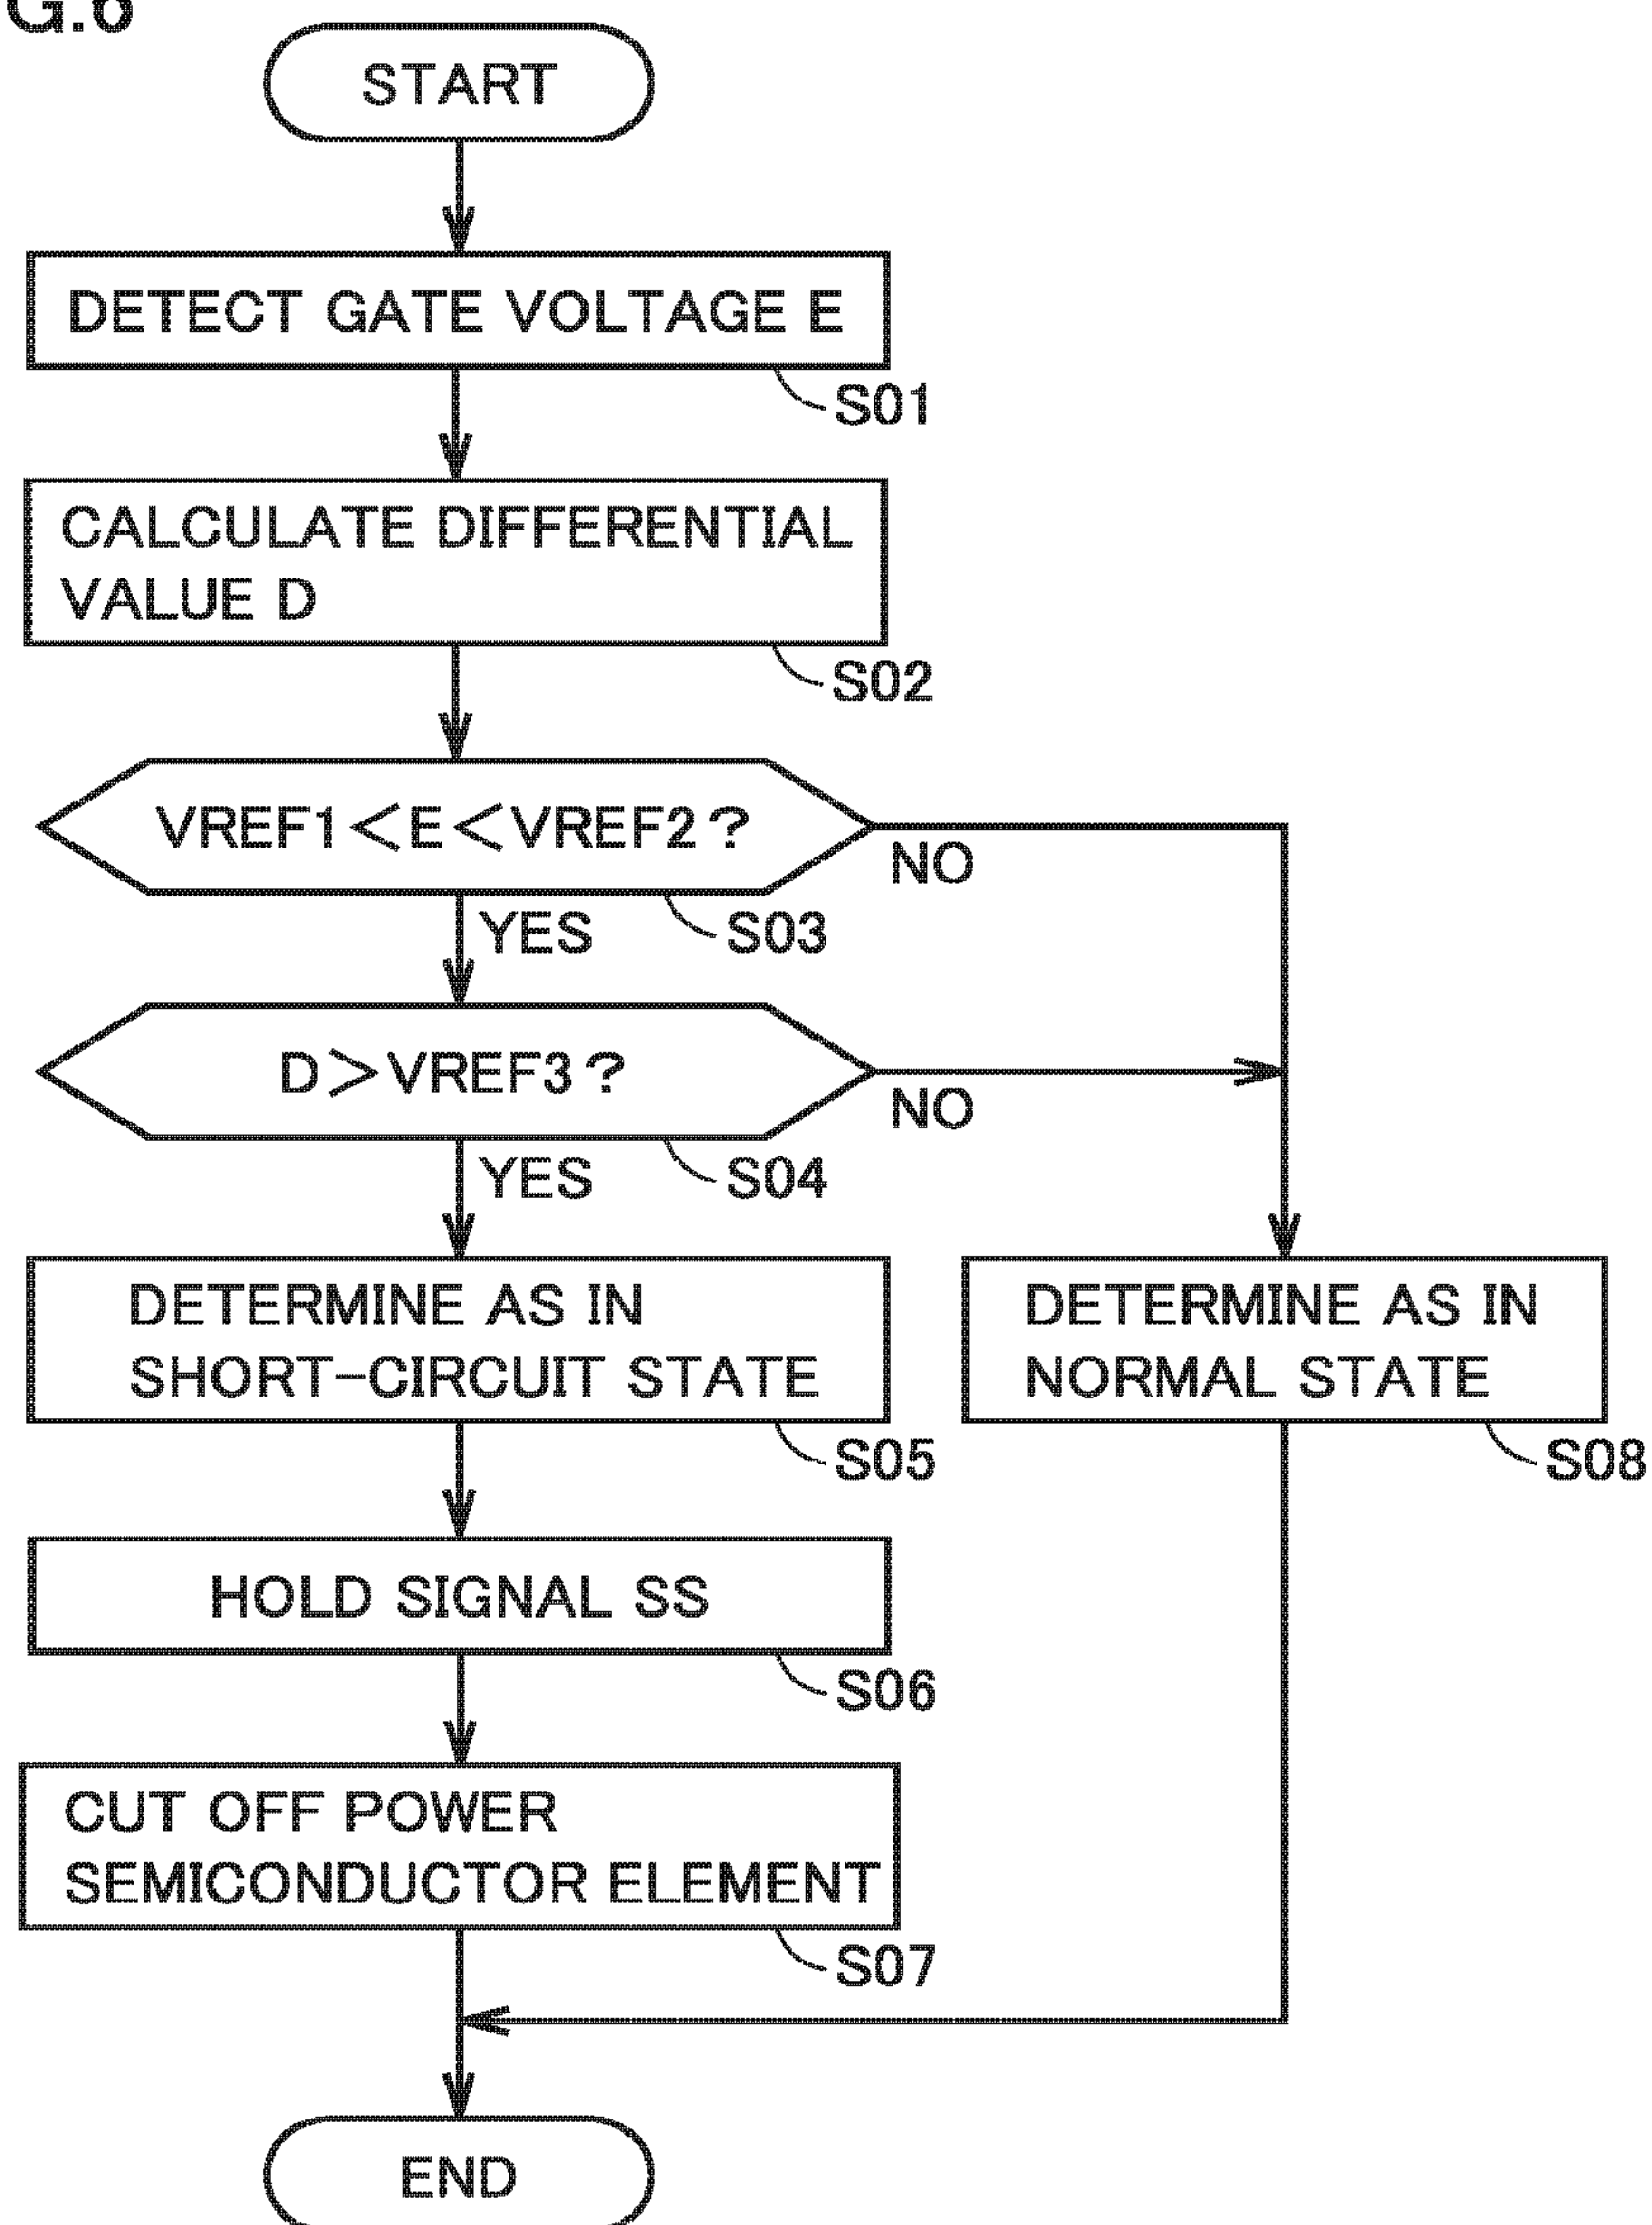 G.6
START
DETECT GATE VOLTAGE E
S01
CALCULATE DIFFERENTIAL
VALUE D
S02
VREF1<E<VREF2?
NO
YES
S03
D>VREF3?
NO
YES
S04
DETERMINE AS IN
SHORT-CIRCUIT STATE
S05
DETERMINE AS IN
NORMAL STATE
S08
HOLD SIGNAL SS
S06
CUT OFF POWER
SEMICONDUCTOR ELEMENT
S07
END